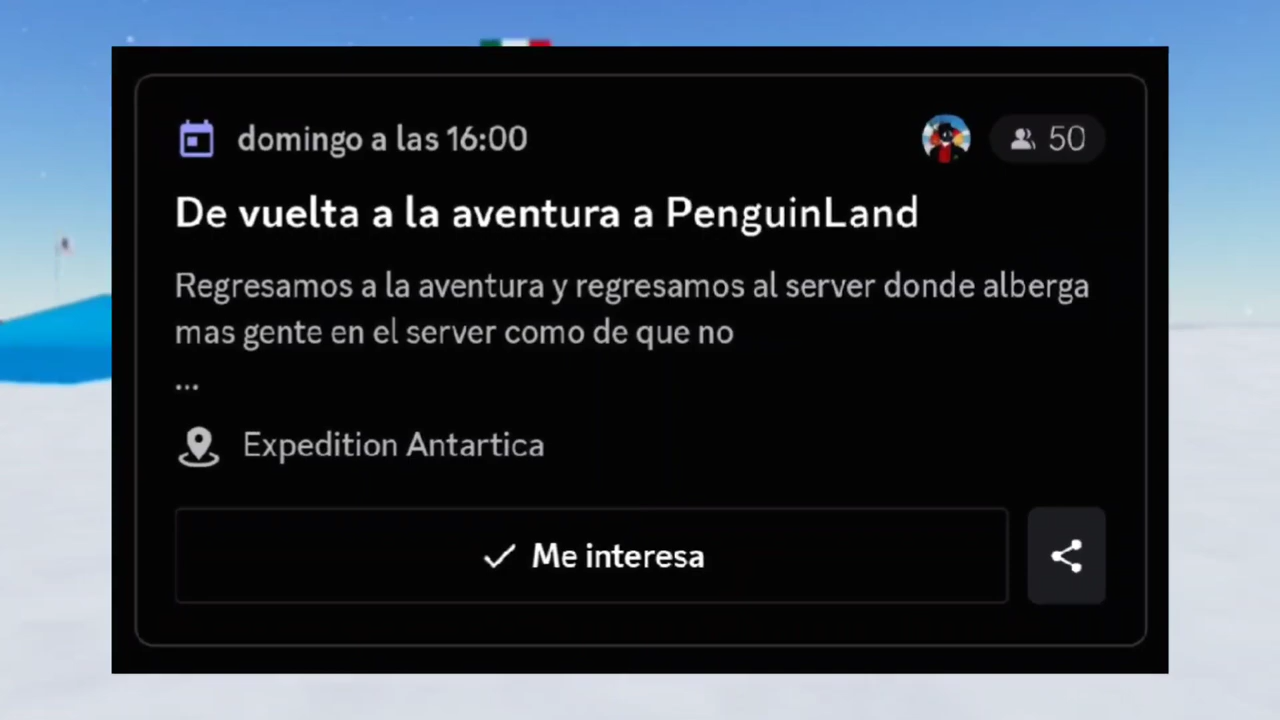 domingo a las 16:00
50
De vuelta a la aventura a PenguinLand
Regresamos a la aventura y regresamos al server donde alberga
mas gente en el server como de que no
...
Expedition Antartica
Me interesa